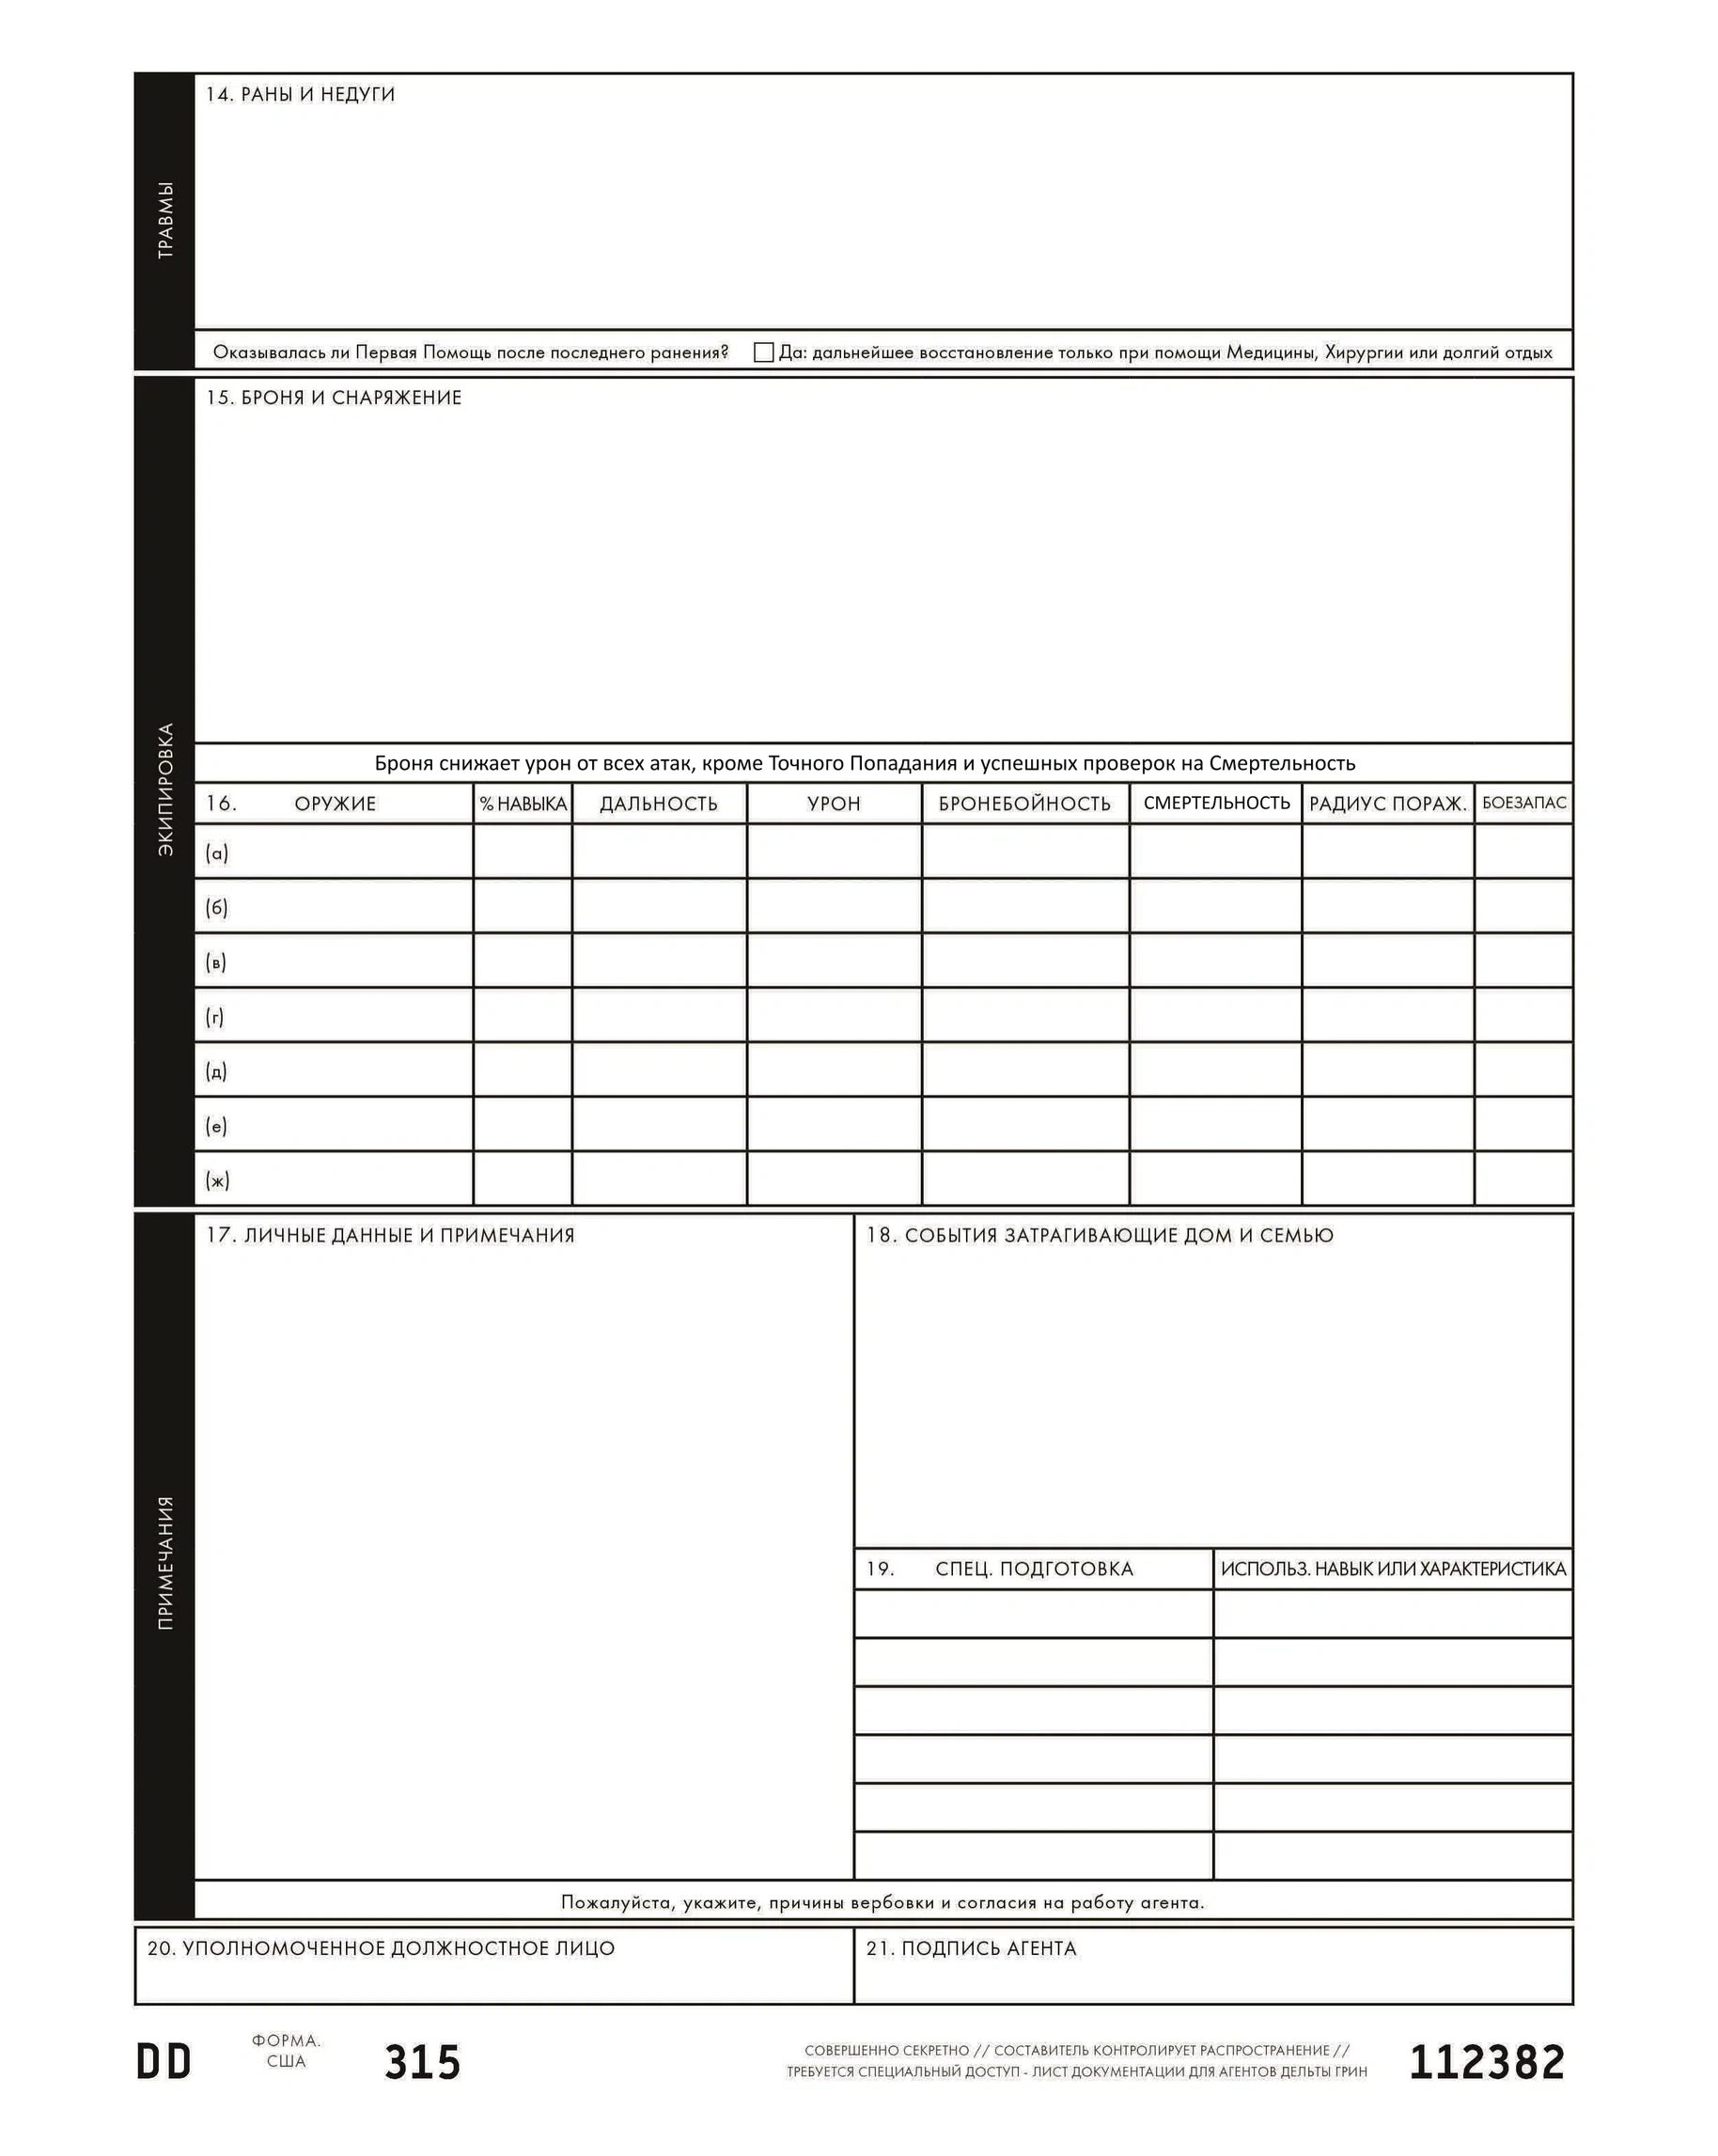 ТРАВМЫ
14. РАНЫ И НЕДУГИ
Оказывалась ли Первая Помощь после последнего ранения? Да: дальнейшее восстановление только при помощи Медицины, Хирургии или долгий отдых
ЭКИПИРОВКА
15. БРОНЯ И СНАРЯЖЕНИЕ
Броня снижает урон от всех атак, кроме Точного Попадания и успешных проверок на Смертельность
16. ОРУЖИЕ % НАВЫКА ДАЛЬНОСТЬ УРОН БРОНЕБОЙНОСТЬ СМЕРТЕЛЬНОСТЬ РАДИУС ПОРАЖ. БОЕЗАПАС
(а)
(б)
(в)
(г)
(д)
(е)
(ж)
ПРИМЕЧАНИЯ
17. ЛИЧНЫЕ ДАННЫЕ И ПРИМЕЧАНИЯ
18. СОБЫТИЯ ЗАТРАГИВАЮЩИЕ ДОМ И СЕМЬЮ
19. СПЕЦ. ПОДГОТОВКА ИСПОЛЬЗ. НАВЫК ИЛИ ХАРАКТЕРИСТИКА
Пожалуйста, укажите, причины вербовки и согласия на работу агента.
20. УПОЛНОМОЧЕННОЕ ДОЛЖНОСТНОЕ ЛИЦО
21. ПОДПИСЬ АГЕНТА
DD
ФОРМА.
США
315
СОВЕРШЕННО СЕКРЕТНО // СОСТАВИТЕЛЬ КОНТРОЛИРУЕТ РАСПРОСТРАНЕНИЕ //
ТРЕБУЕТСЯ СПЕЦИАЛЬНЫЙ ДОСТУП - ЛИСТ ДОКУМЕНТАЦИИ ДЛЯ АГЕНТОВ ДЕЛЬТЫ ГРИН
112382